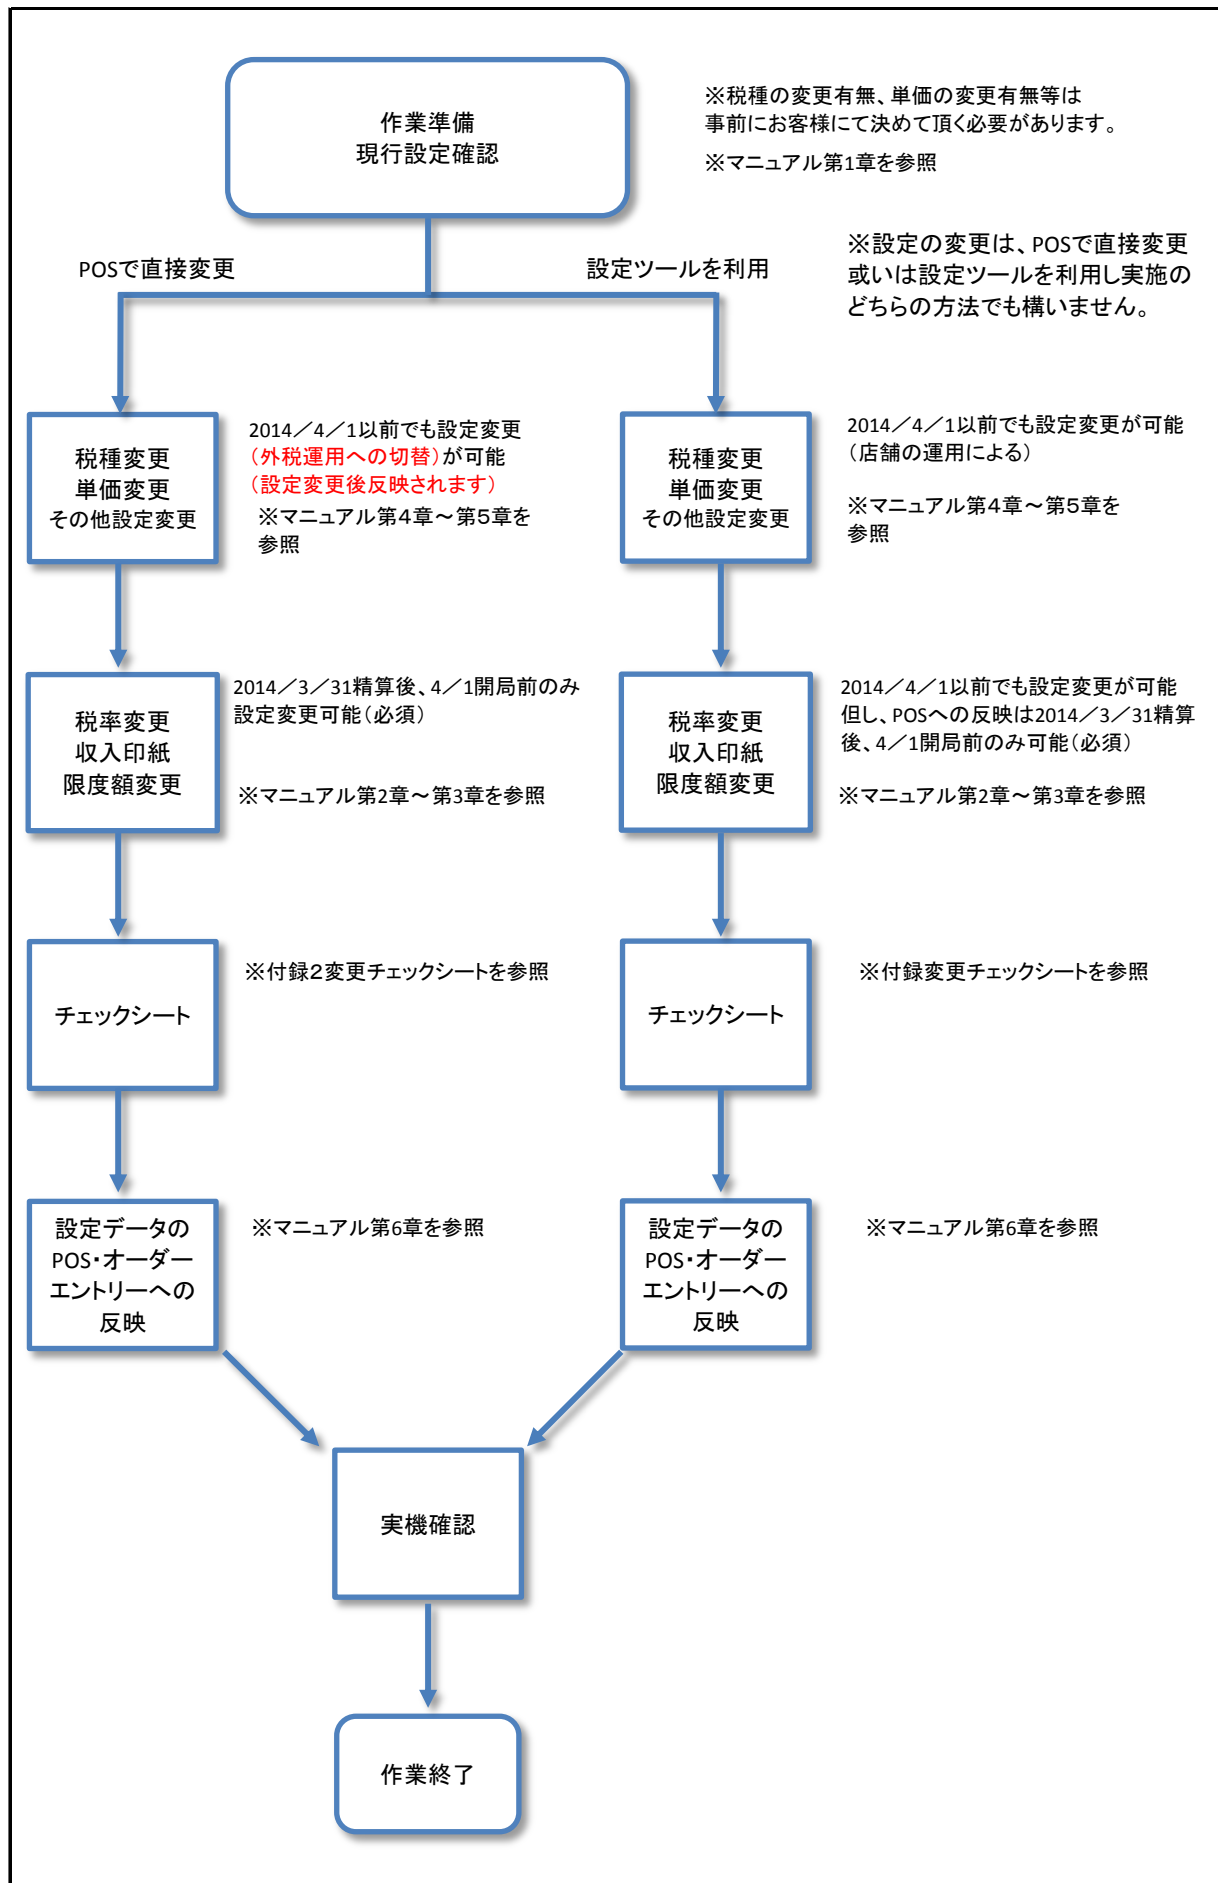 作業準備
現行設定確認
※税種の変更有無、単価の変更有無等は
事前にお客様にて決めて頂く必要があります。
※マニュアル第1章を参照
POSで直接変更
設定ツールを利用
※設定の変更は、POSで直接変更
或いは設定ツールを利用し実施の
どちらの方法でも構いません。
税種変更
単価変更
その他設定変更
2014／4／1以前でも設定変更
（外税運用への切替）が可能
（設定変更後反映されます）
※マニュアル第4章～第5章を
参照
税種変更
単価変更
その他設定変更
2014／4／1以前でも設定変更が可能
（店舗の運用による）
※マニュアル第4章～第5章を
参照
税率変更
収入印紙
限度額変更
2014／3／31精算後、4／1開局前のみ
設定変更可能（必須）
※マニュアル第2章～第3章を参照
税率変更
収入印紙
限度額変更
2014／4／1以前でも設定変更が可能
但し、POSへの反映は2014／3／31精算
後、4／1開局前のみ可能（必須）
※マニュアル第2章～第3章を参照
チェックシート
※付録2変更チェックシートを参照
チェックシート
※付録変更チェックシートを参照
設定データの
POS・オーダー
エントリーへの
反映
※マニュアル第6章を参照
設定データの
POS・オーダー
エントリーへの
反映
※マニュアル第6章を参照
実機確認
作業終了